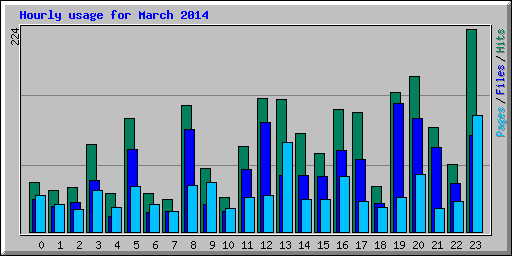 Hourly usage for March 2014
224
Pages / Files / Hits
0 1 2 3 4 5 6 7 8 9 10 11 12 13 14 15 16 17 18 19 20 21 22 23